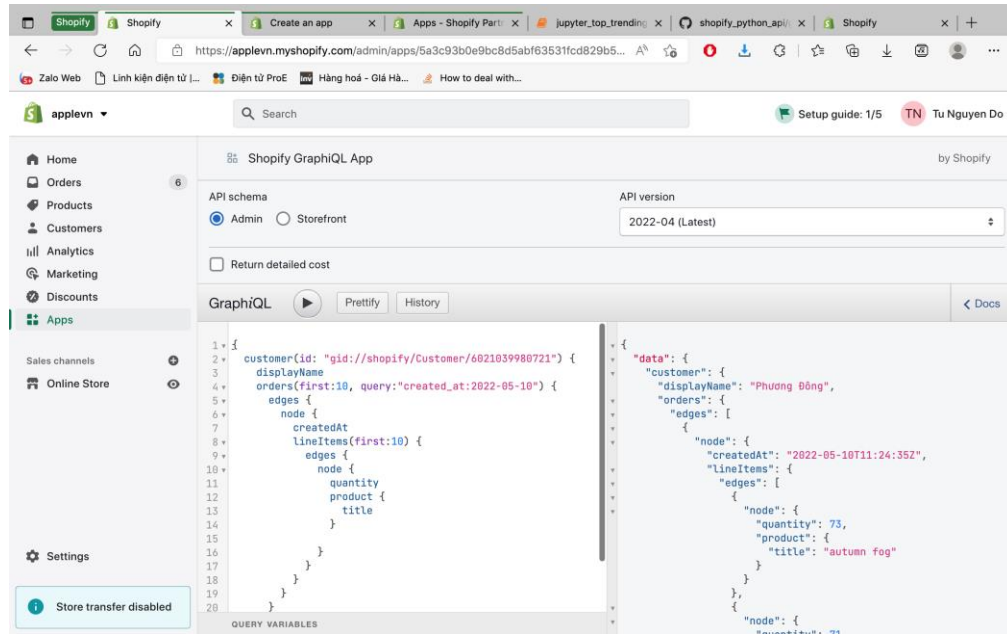 Shopify
Shopify
Create an app
Apps - Shopify Partr
jupyter_top_trending
shopify_python_api/
Shopify
https://applevn.myshopify.com/admin/apps/5a3c93b0e9bc8d5abf63531fcd829b5...
Zalo Web
Linh kiện điện tử |...
Điện tử ProE
Hàng hoá - Giá Hà...
How to deal with...
applevn
Search
Setup guide: 1/5
TN
Tu Nguyen Do
Home
Orders
6
Products
Customers
Analytics
Marketing
Discounts
Apps
Sales channels
Online Store
Settings
Store transfer disabled
Shopify GraphiQL App
by Shopify
API schema
Admin
Storefront
API version
2022-04 (Latest)
Return detailed cost
GraphiQL
Prettify
History
Docs
1 {
2 customer(id: "gid://shopify/Customer/6021039980721") {
3 displayName
4 orders(first:10, query:"created_at:2022-05-10") {
5 edges {
6 node {
7 createdAt
8 lineItems(first:10) {
9 edges {
10 node {
11 quantity
12 product {
13 title
14 }
15
16 }
17 }
18 }
19 }
20 }
QUERY VARIABLES
{
"data": {
"customer": {
"displayName": "Phương Đông",
"orders": {
"edges": [
{
"node": {
"createdAt": "2022-05-10T11:24:35Z",
"lineItems": {
"edges": [
{
"node": {
"quantity": 73,
"product": {
"title": "autumn fog"
}
}
},
{
"node": {
"quantity": 71,